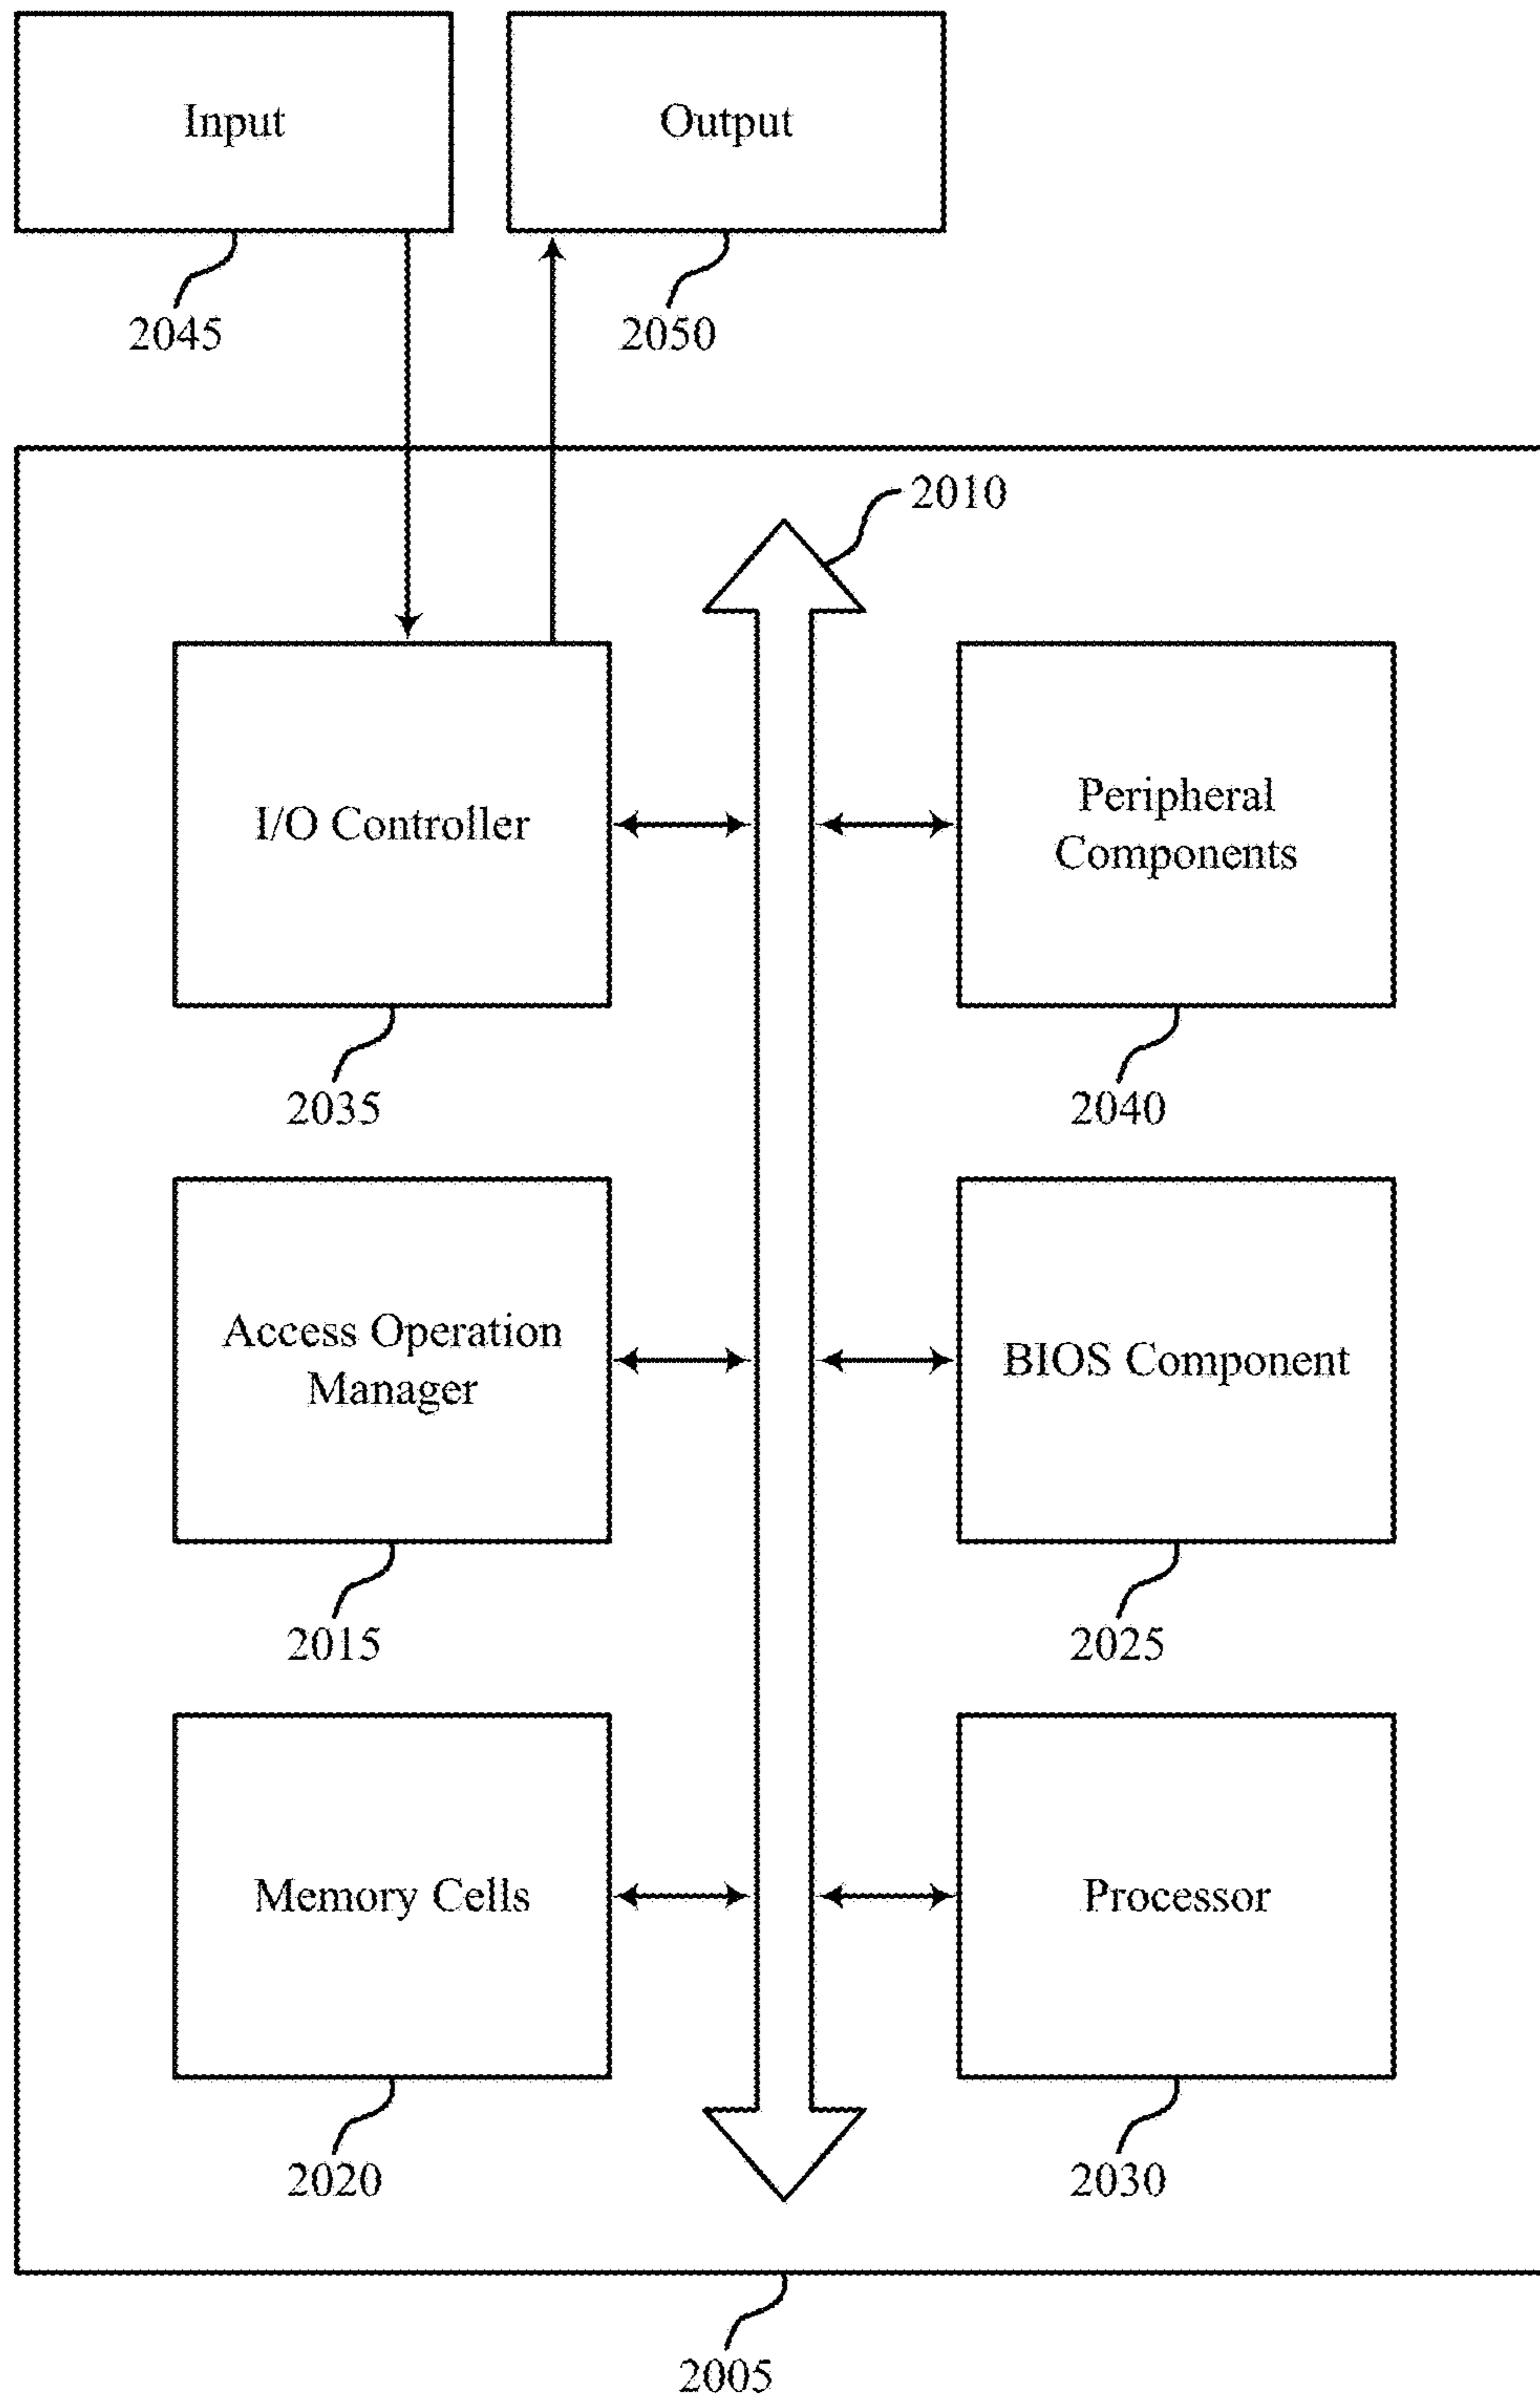 Input
Output
2045
2050
2010
I/O Controller
Peripheral
Components
2035
2040
Access Operation
Manager
BIOS Component
2015
2025
Memory Cells
Processor
2020
2030
2005